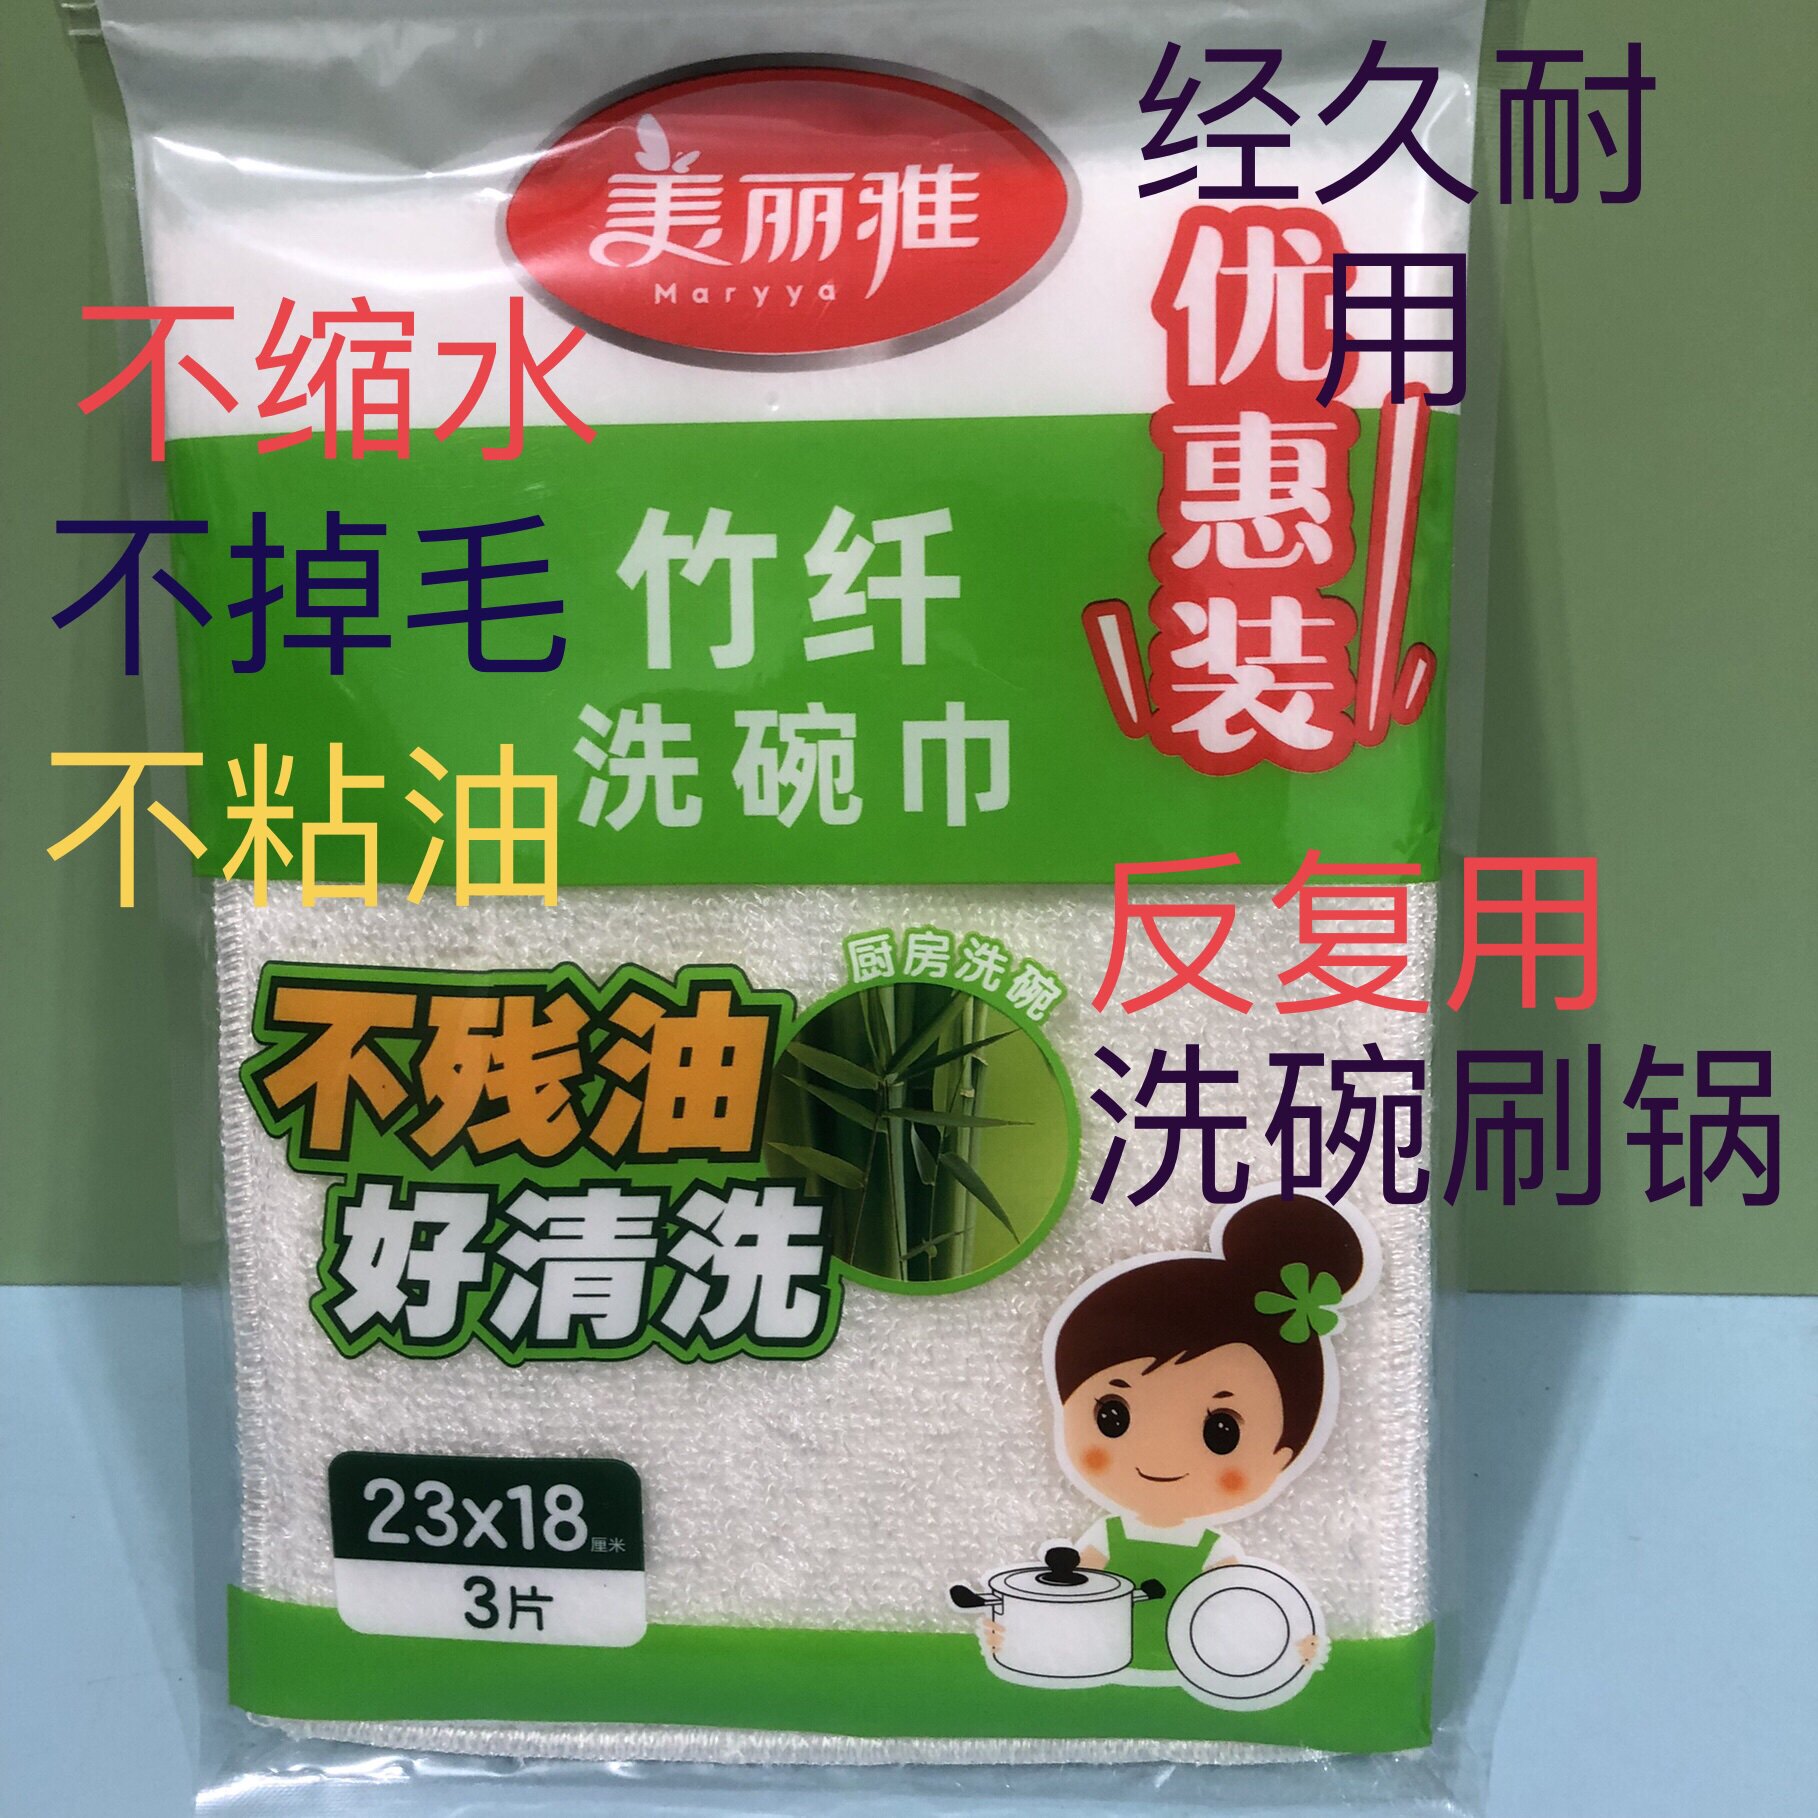 经久耐
用
美丽雅
Maryya
优惠装
不缩水
不掉毛
不粘油
竹纤
洗碗巾
反复用
洗碗刷锅
厨房洗碗
不残油
好清洗
23x18厘米
3片